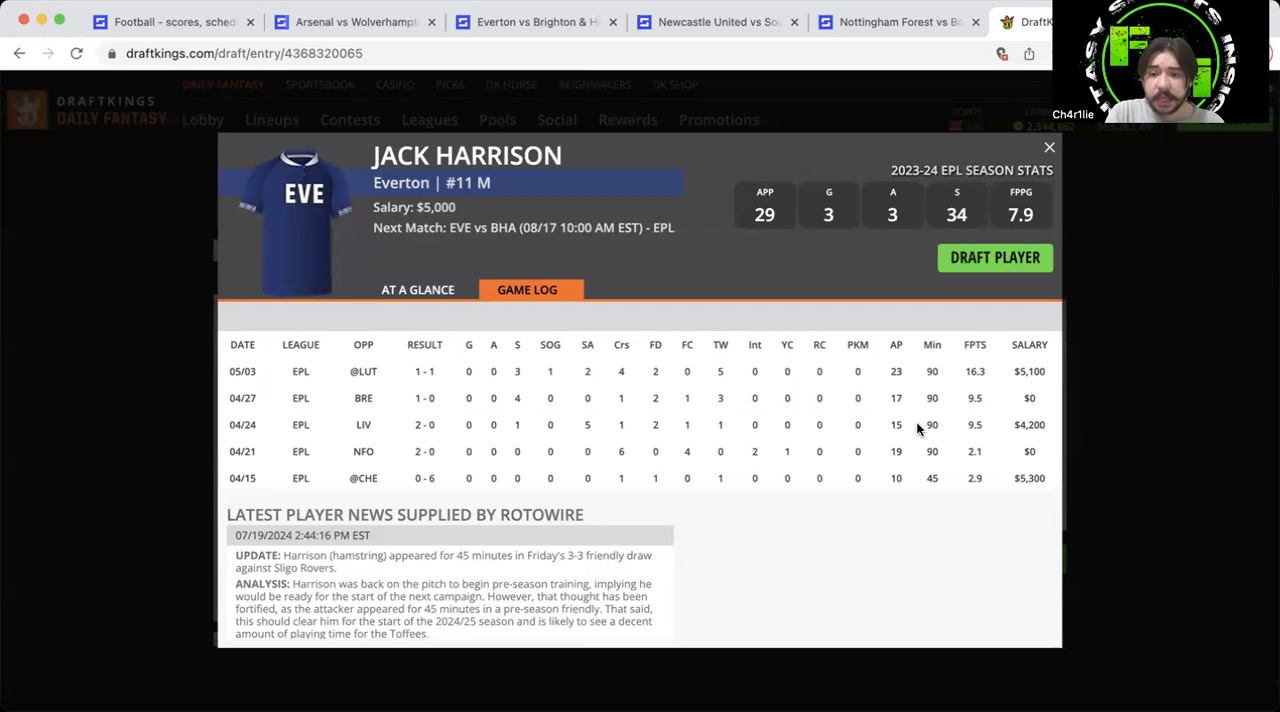 Football - scores, sched
Arsenal vs Wolverhampt
Everton vs Brighton & H
Newcastle United vs Sou
Nottingham Forest vs Bo
DraftK
draftkings.com/draft/entry/4368320065
Ch4r1lie
DRAFTKINGS
DAILY FANTASY
DAILY FANTASY SPORTSBOOK CASINO PICK6 DK HORSE REIGNMAKERS DK SHOP
Lobby Lineups Contests Leagues Pools Social Rewards Promotions
EVE
JACK HARRISON
Everton | #11 M
Salary: $5,000
Next Match: EVE vs BHA (08/17 10:00 AM EST) - EPL
2023-24 EPL SEASON STATS
APP G A S FPPG
29 3 3 34 7.9
DRAFT PLAYER
AT A GLANCE GAME LOG
DATE LEAGUE OPP RESULT G A S SOG SA Crs FD FC TW Int YC RC PKM AP Min FPTS SALARY
05/03 EPL @LUT 1 - 1 0 0 3 1 2 4 2 0 5 0 0 0 0 23 90 16.3 $5,100
04/27 EPL BRE 1 - 0 0 0 4 0 0 1 2 1 3 0 0 0 0 17 90 9.5 $0
04/24 EPL LIV 2 - 0 0 0 1 0 5 1 2 1 1 0 0 0 0 15 90 9.5 $4,200
04/21 EPL NFO 2 - 0 0 0 0 0 0 6 0 4 0 2 1 0 0 19 90 2.1 $0
04/15 EPL @CHE 0 - 6 0 0 0 0 0 1 1 0 1 0 0 0 0 10 45 2.9 $5,300
LATEST PLAYER NEWS SUPPLIED BY ROTOWIRE
07/19/2024 2:44:16 PM EST
UPDATE: Harrison (hamstring) appeared for 45 minutes in Friday's 3-3 friendly draw
against Sligo Rovers.
ANALYSIS: Harrison was back on the pitch to begin pre-season training, implying he
would be ready for the start of the next campaign. However, that thought has been
fortified, as the attacker appeared for 45 minutes in a pre-season friendly. That said,
this should clear him for the start of the 2024/25 season and is likely to see a decent
amount of playing time for the Toffees.